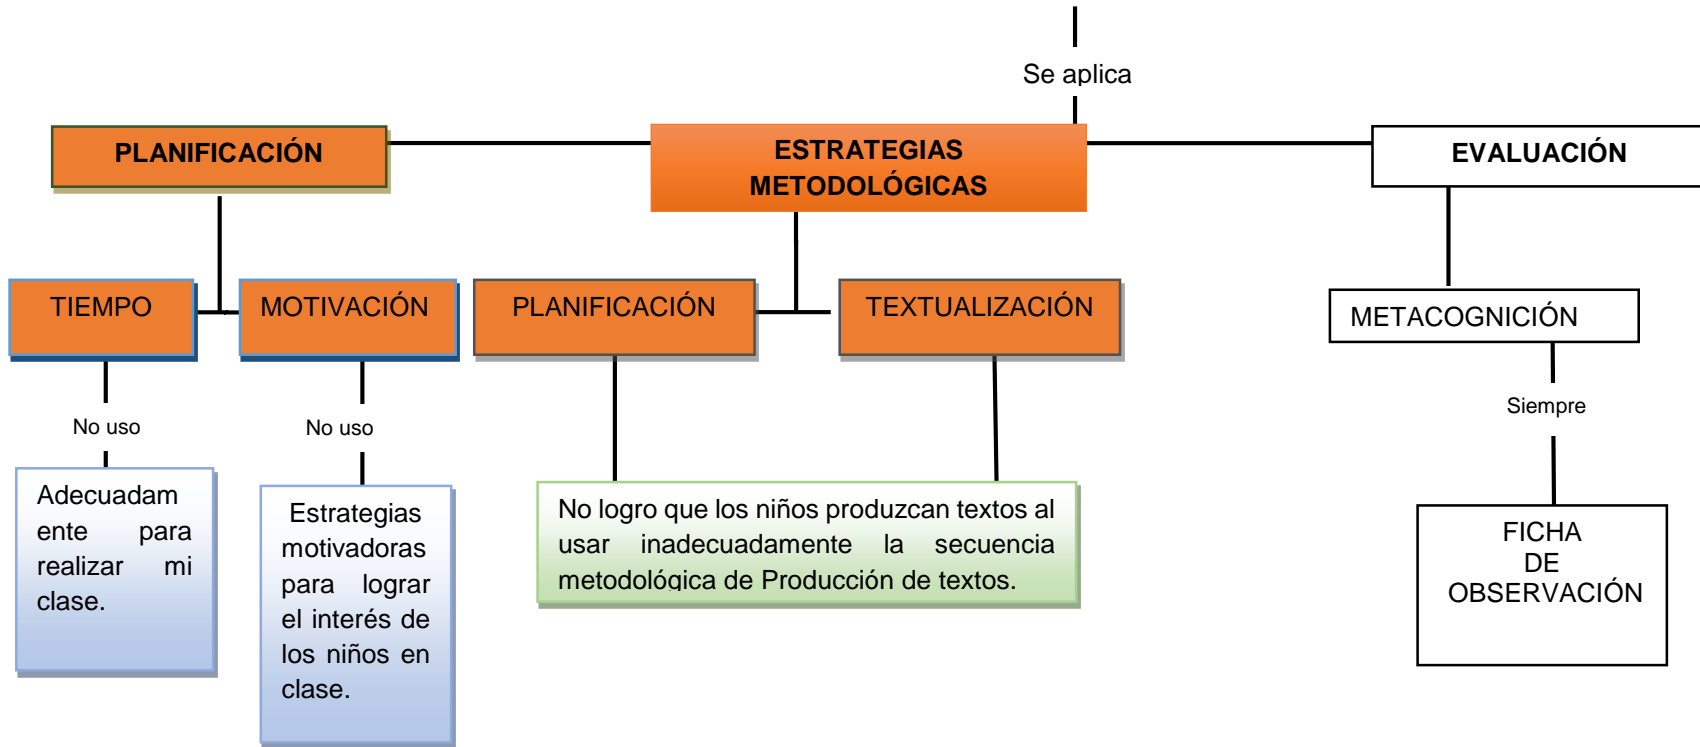 Se aplica
PLANIFICACIÓN
ESTRATEGIAS
METODOLÓGICAS
EVALUACIÓN
TIEMPO
MOTIVACIÓN
PLANIFICACIÓN
TEXTUALIZACIÓN
METACOGNICIÓN
No uso
No uso
Siempre
Adecuadam
ente para
realizar mi
clase.
Estrategias
motivadoras
para lograr
el interés de
los niños en
clase.
No logro que los niños produzcan textos al
usar inadecuadamente la secuencia
metodológica de Producción de textos.
FICHA
DE
OBSERVACIÓN